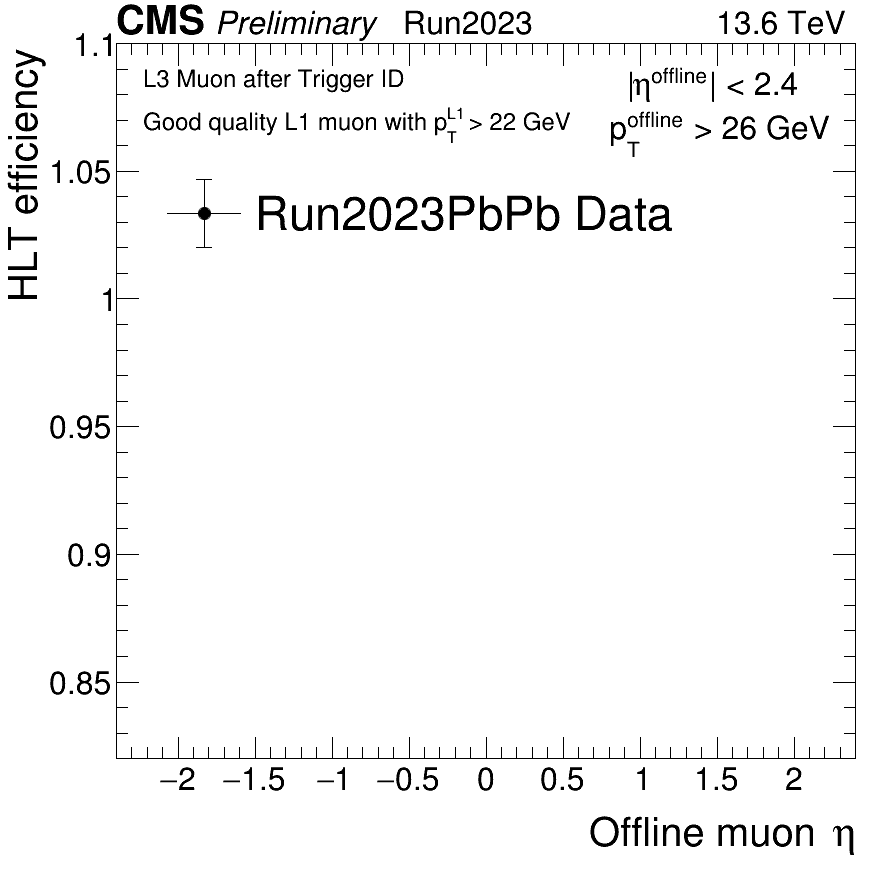 CMS Preliminary Run2023 13.6 TeV
HLT efficiency
L3 Muon after Trigger ID
Good quality L1 muon with p_T^L1 > 22 GeV
|η^offline| < 2.4
p_T^offline > 26 GeV
Run2023PbPb Data
1.1
1.05
1
0.95
0.9
0.85
−2 −1.5 −1 −0.5 0 0.5 1 1.5 2
Offline muon η